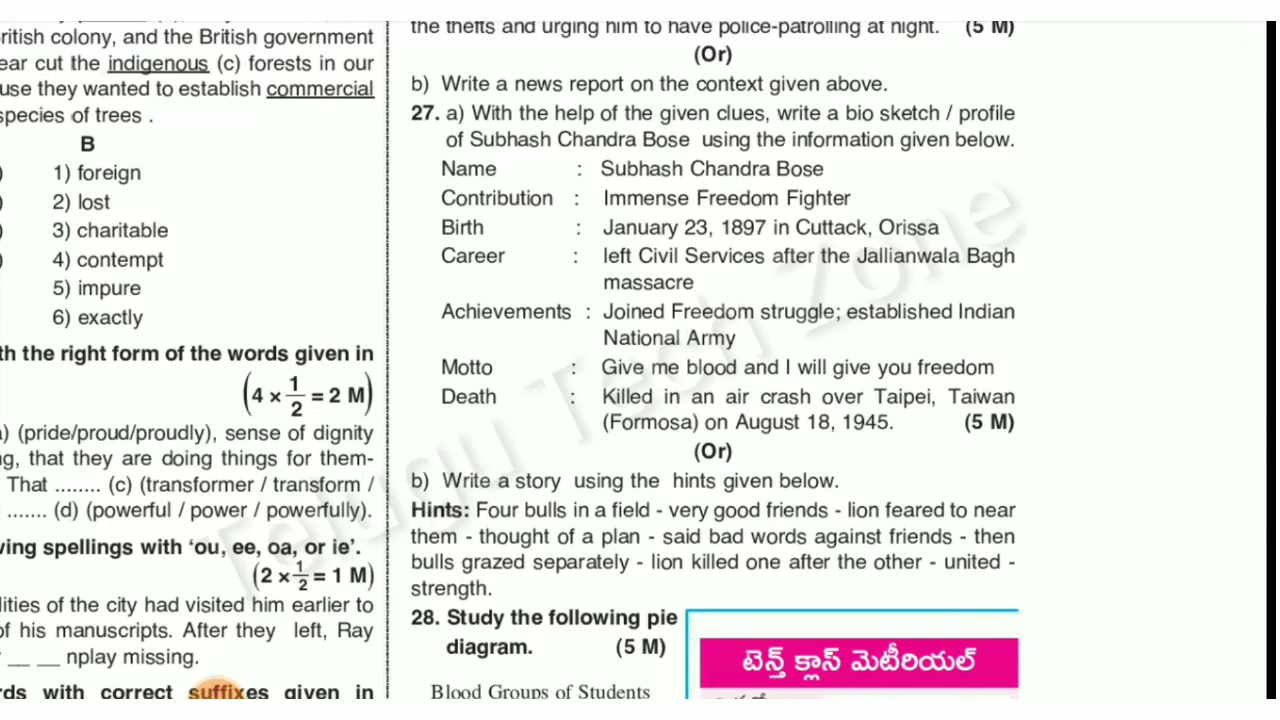 ritish colony, and the British government
ear cut the indigenous (c) forests in our
use they wanted to establish commercial
species of trees .
B
) 1) foreign
) 2) lost
) 3) charitable
) 4) contempt
5) impure
6) exactly
th the right form of the words given in
(4 × 1/2 = 2 M)
a) (pride/proud/proudly), sense of dignity
g, that they are doing things for them-
That ........ (c) (transformer / transform /
....... (d) (powerful / power / powerfully).
wing spellings with ‘ou, ee, oa, or ie’.
(2 × 1/2 = 1 M)
lities of the city had visited him earlier to
of his manuscripts. After they left, Ray
__ __ nplay missing.
rds with correct suffixes given in
the thefts and urging him to have police-patrolling at night. (5 M)
(Or)
b) Write a news report on the context given above.
27. a) With the help of the given clues, write a bio sketch / profile
of Subhash Chandra Bose using the information given below.
Name : Subhash Chandra Bose
Contribution : Immense Freedom Fighter
Birth : January 23, 1897 in Cuttack, Orissa
Career : left Civil Services after the Jallianwala Bagh
massacre
Achievements : Joined Freedom struggle; established Indian
National Army
Motto : Give me blood and I will give you freedom
Death : Killed in an air crash over Taipei, Taiwan
(Formosa) on August 18, 1945. (5 M)
(Or)
b) Write a story using the hints given below.
Hints: Four bulls in a field - very good friends - lion feared to near
them - thought of a plan - said bad words against friends - then
bulls grazed separately - lion killed one after the other - united -
strength.
28. Study the following pie
diagram. (5 M)
Blood Groups of Students
టెన్త్ క్లాస్ మెటీరియల్
Telugu Tech Zone